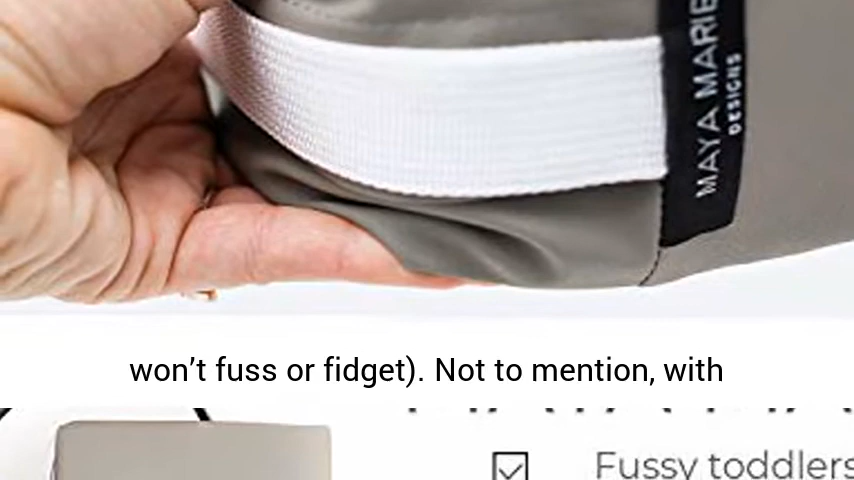 MAYA MARIE
DESIGNS
won't fuss or fidget). Not to mention, with
Fussy toddlers